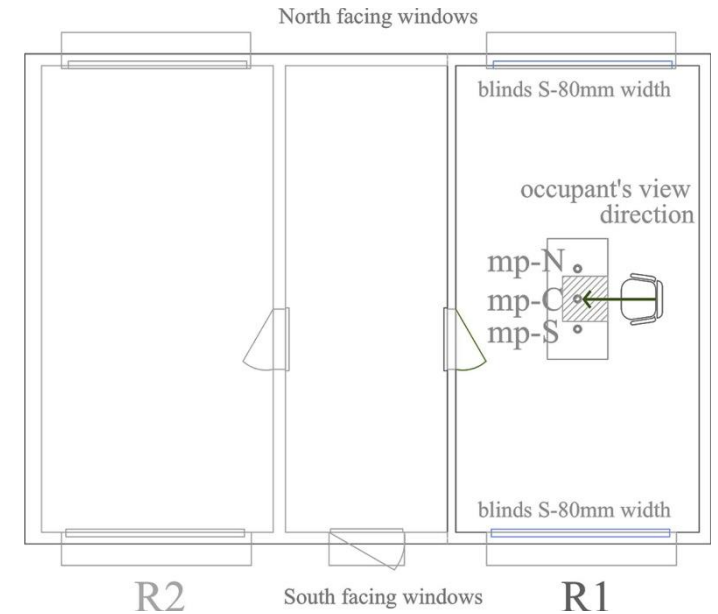 North facing windows
blinds S-80mm width
occupant's view
direction
mp-N
mp-C
mp-S
blinds S-80mm width
R2
South facing windows
R1